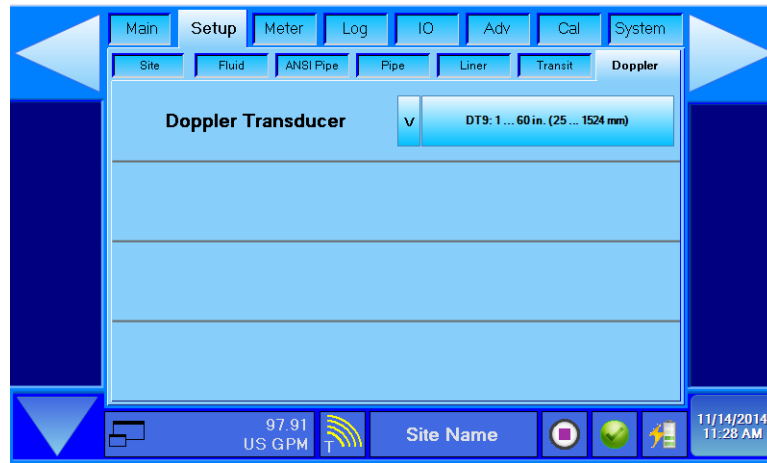 Main Setup Meter Log IO Adv Cal System
Site Fluid ANSI Pipe Pipe Liner Transit Doppler
Doppler Transducer v DT9: 1 ... 60 in. (25 ... 1524 mm)
97.91
US GPM
T
Site Name
11/14/2014
11:28 AM